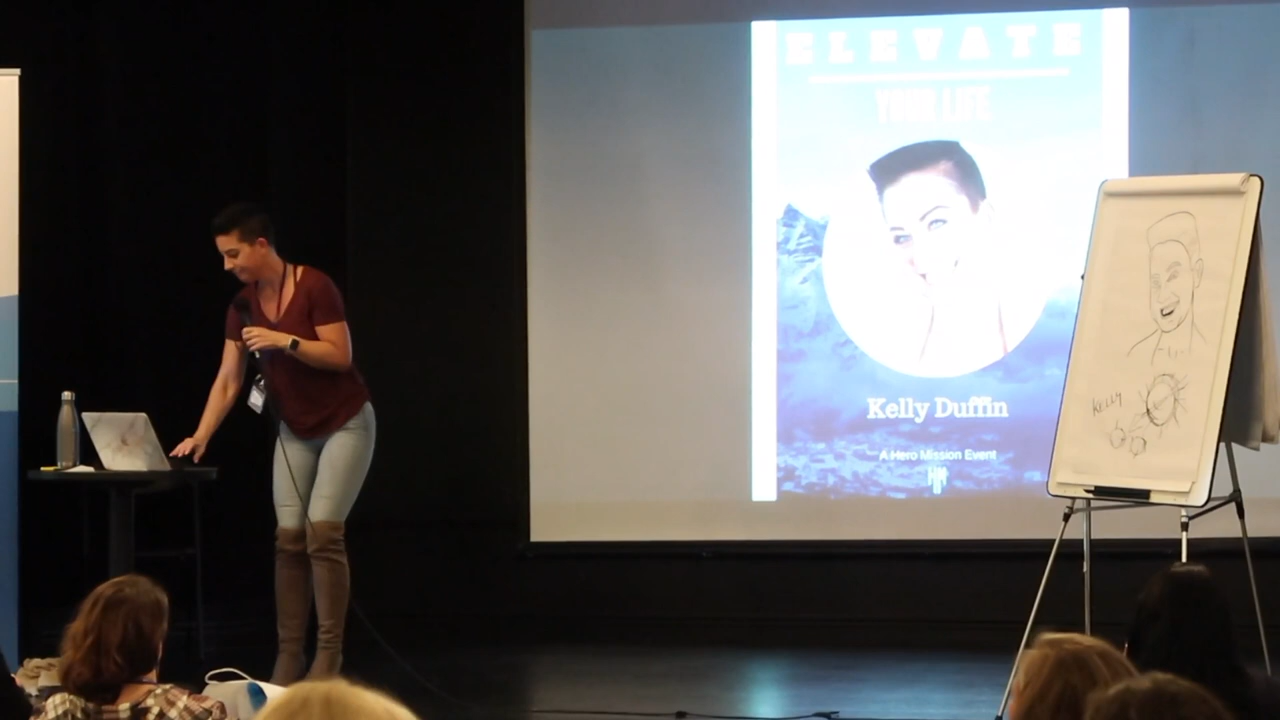 ELEVATE
YOUR LIFE
Kelly Duffin
A Hero Mission Event
KELLY